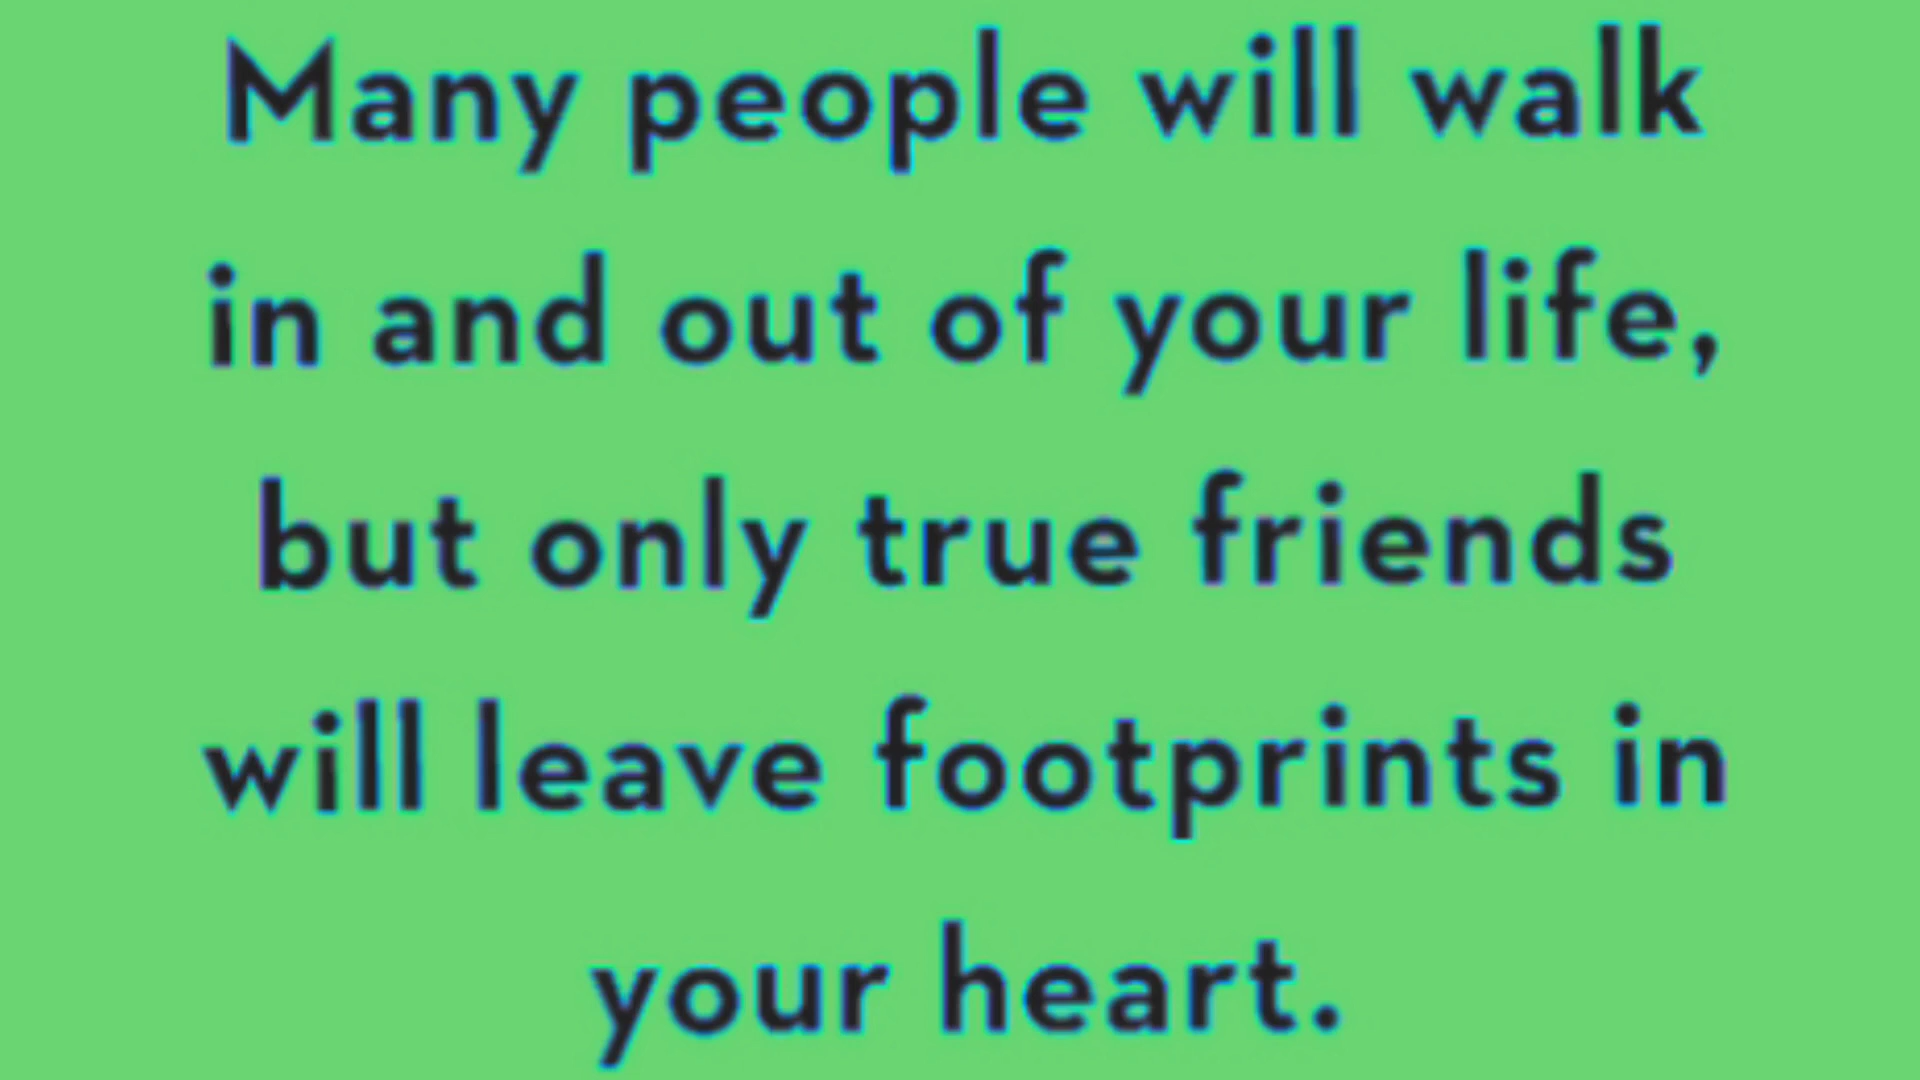 Many people will walk
in and out of your life,
but only true friends
will leave footprints in
your heart.